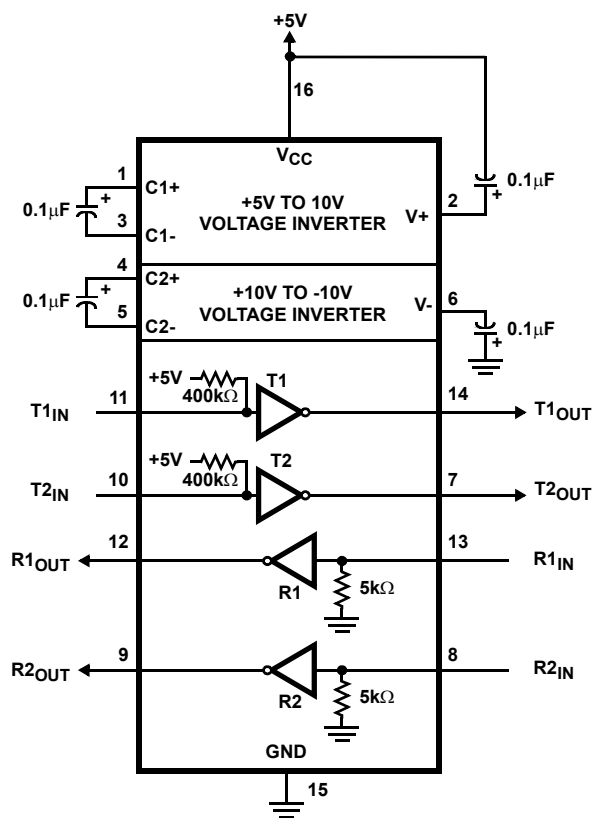 +5V
16
VCC
1
C1+
0.1μF
+
3
C1-
+5V TO 10V
VOLTAGE INVERTER
V+
2
0.1μF
+
4
C2+
0.1μF
+
5
C2-
+10V TO -10V
VOLTAGE INVERTER
V-
6
0.1μF
+
+5V
400kΩ
T1
T1IN
11
14
T1OUT
+5V
400kΩ
T2
T2IN
10
7
T2OUT
R1OUT
12
13
R1IN
R1
5kΩ
R2OUT
9
8
R2IN
R2
5kΩ
GND
15